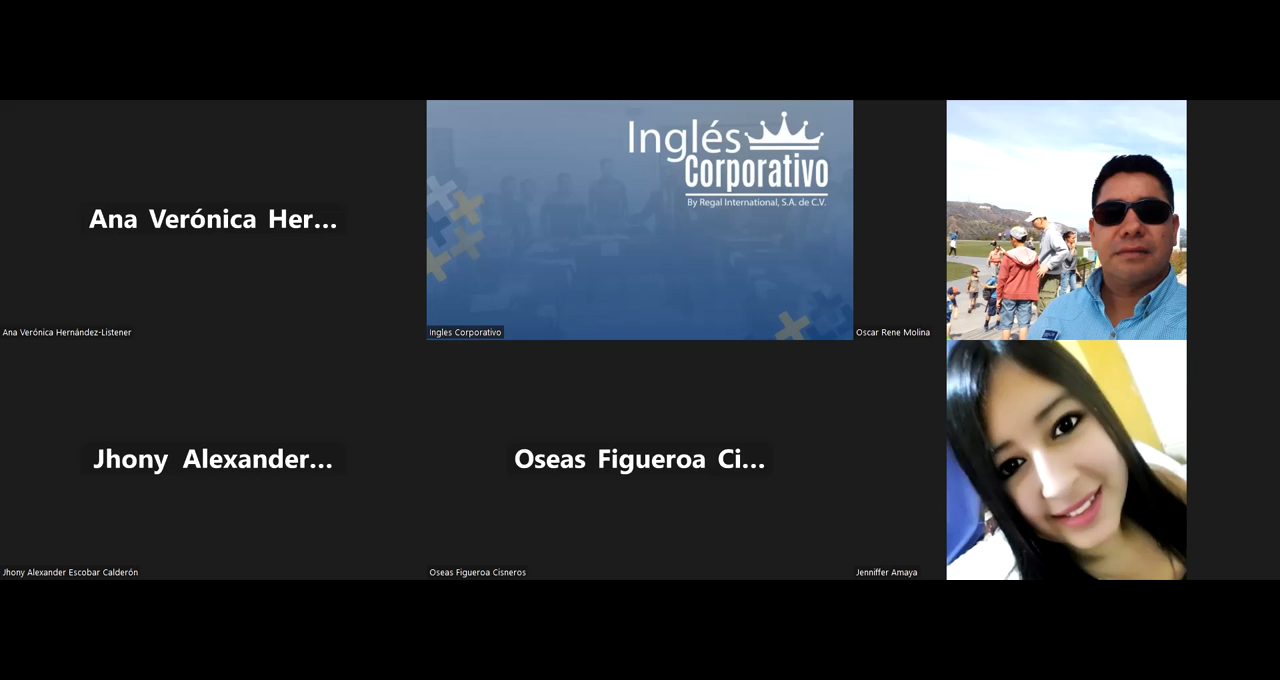 Ana Verónica Her...
Ana Verónica Hernández-Listener
Inglés
Corporativo
By Regal International, S.A. de C.V.
Ingles Corporativo
Oscar Rene Molina
Jhony Alexander...
Jhony Alexander Escobar Calderón
Oseas Figueroa Ci...
Oseas Figueroa Cisneros
Jenniffer Amaya